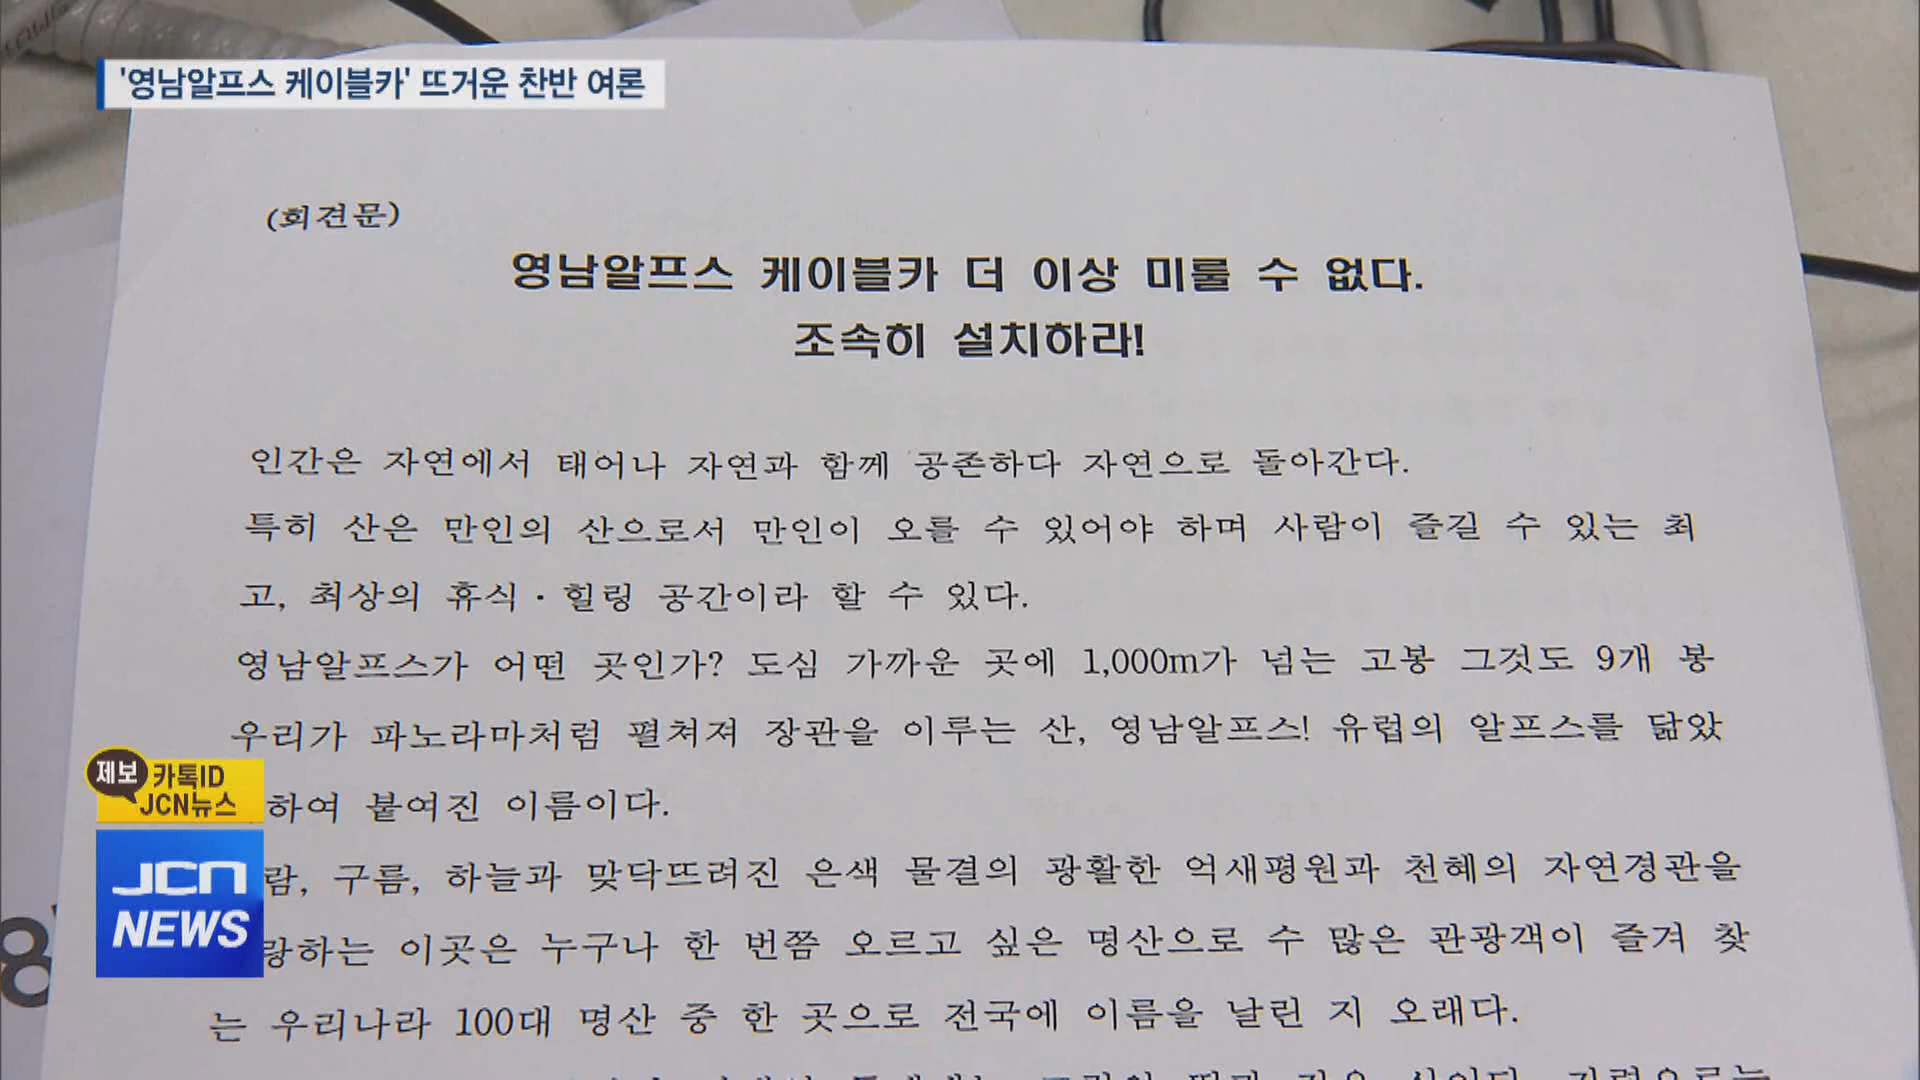 '영남알프스 케이블카' 뜨거운 찬반 여론
(회견문)
영남알프스 케이블카 더 이상 미룰 수 없다.
조속히 설치하라!
인간은 자연에서 태어나 자연과 함께 공존하다 자연으로 돌아간다.
특히 산은 만인의 산으로서 만인이 오를 수 있어야 하며 사람이 즐길 수 있는 최
고, 최상의 휴식·힐링 공간이라 할 수 있다.
영남알프스가 어떤 곳인가? 도심 가까운 곳에 1,000m가 넘는 고봉 그것도 9개 봉
우리가 파노라마처럼 펼쳐져 장관을 이루는 산, 영남알프스! 유럽의 알프스를 닮았
하여 붙여진 이름이다.
람, 구름, 하늘과 맞닥뜨려진 은색 물결의 광활한 억새평원과 천혜의 자연경관을
랑하는 이곳은 누구나 한 번쯤 오르고 싶은 명산으로 수 많은 관광객이 즐겨 찾
는 우리나라 100대 명산 중 한 곳으로 전국에 이름을 날린 지 오래다.
제보 카톡ID
JCN뉴스
JCN
NEWS
8